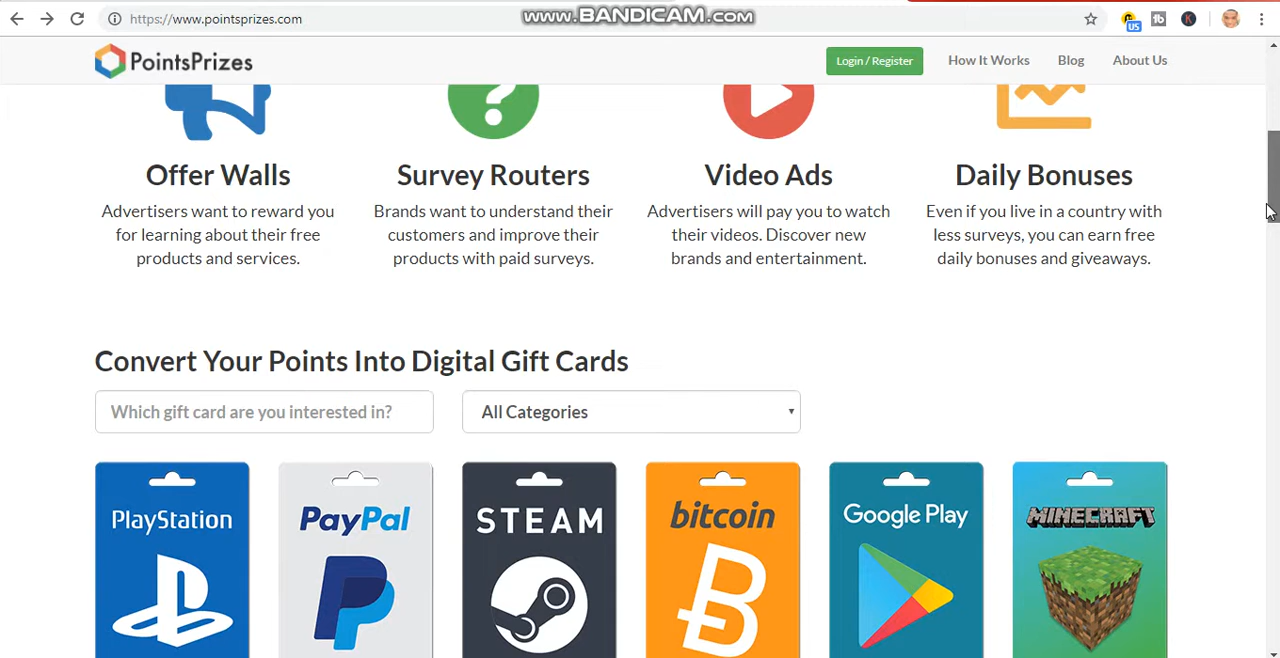 https://www.pointsprizes.com
www.BANDICAM.com
US
PointsPrizes
Login / Register
How It Works
Blog
About Us
Offer Walls
Survey Routers
Video Ads
Daily Bonuses
Advertisers want to reward you
for learning about their free
products and services.
Brands want to understand their
customers and improve their
products with paid surveys.
Advertisers will pay you to watch
their videos. Discover new
brands and entertainment.
Even if you live in a country with
less surveys, you can earn free
daily bonuses and giveaways.
Convert Your Points Into Digital Gift Cards
Which gift card are you interested in?
All Categories
PlayStation
PayPal
STEAM
bitcoin
Google Play
MINECRAFT